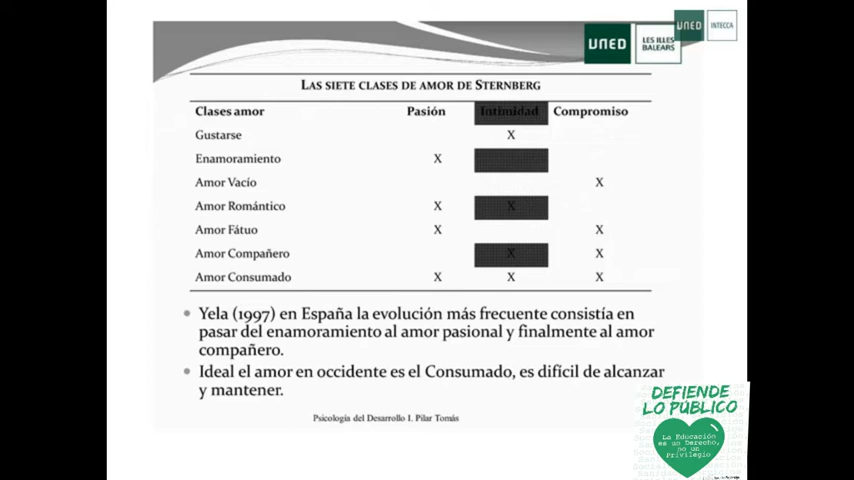 UNED
INTECCA
UNED
LES ILLES
BALEARS
LAS SIETE CLASES DE AMOR DE STERNBERG
Clases amor Pasión Intimidad Compromiso
Gustarse X
Enamoramiento X
Amor Vacío X
Amor Romántico X X
Amor Fátuo X X
Amor Compañero X X
Amor Consumado X X X
• Yela (1997) en España la evolución más frecuente consistía en
pasar del enamoramiento al amor pasional y finalmente al amor
compañero.
• Ideal el amor en occidente es el Consumado, es difícil de alcanzar
y mantener.
Psicología del Desarrollo I. Pilar Tomás
DEFIENDE
LO PÚBLICO
La Educación
es un Derecho,
no un
Privilegio